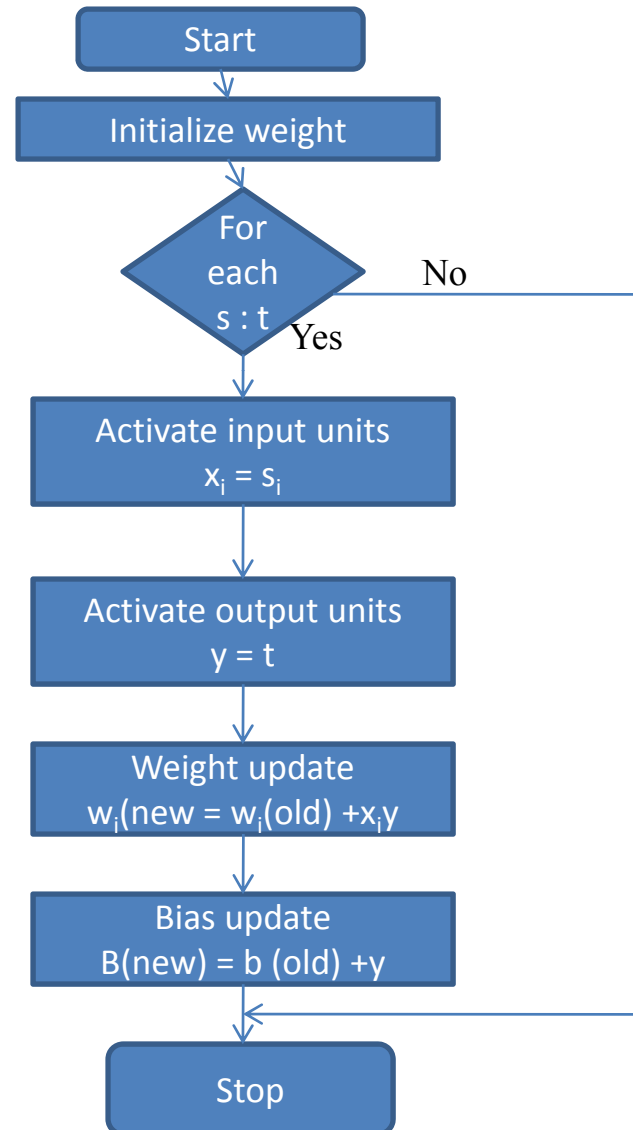 Start
Initialize weight
For
each
s : t
No
Yes
Activate input units
xᵢ = sᵢ
Activate output units
y = t
Weight update
wᵢ(new = wᵢ(old) +xᵢy
Bias update
B(new) = b (old) +y
Stop